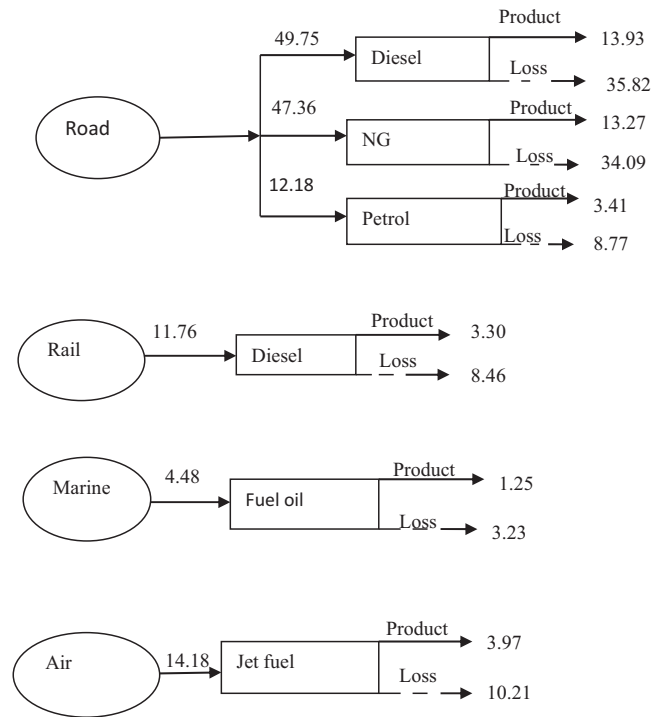 Product
49.75
13.93
Diesel
Loss
35.82
47.36
Product
13.27
Road
NG
Loss
34.09
12.18
Product
3.41
Petrol
Loss
8.77
Product
11.76
3.30
Rail
Diesel
Loss
8.46
Product
4.48
1.25
Marine
Fuel oil
Loss
3.23
Product
3.97
Air
14.18
Jet fuel
Loss
10.21